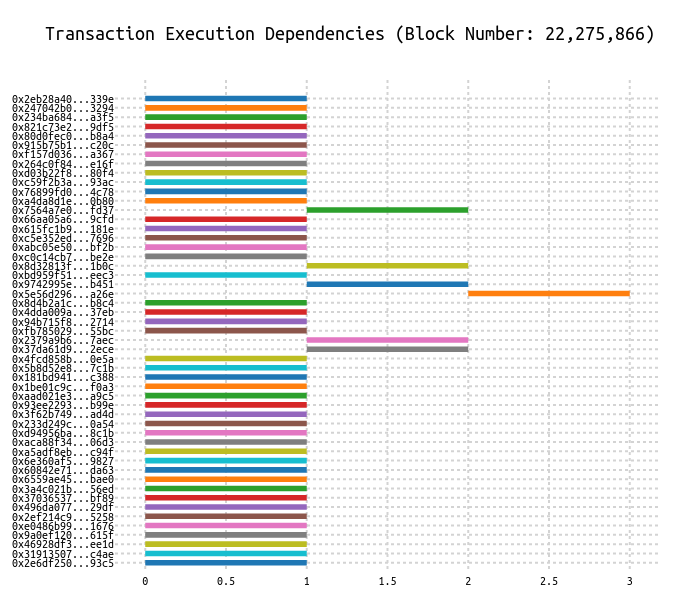 Transaction Execution Dependencies (Block Number: 22,275,866)
0x2eb28a40...339e
0x247042b0...3294
0x234ba684...a3f5
0x821c73e2...9df5
0x80d0fec0...b8a4
0x915b75b1...c20c
0xf157d036...a367
0x264c0f84...e16f
0xd03b22f8...80f4
0xc59f2b3a...93ac
0x76899fd0...4c78
0xa4da8d1e...0b80
0x7564a7e0...fd37
0x66aa05a6...9cfd
0x615fc1b9...181e
0xc5e352ed...7696
0xabc05e50...bf2b
0xc0c14cb7...be2e
0x8d32813f...1b0c
0xbd959f51...eec3
0x9742995e...b451
0x5e56d296...a26e
0x8d4b2a1c...b8c4
0x4dda009a...37eb
0x94b715f8...2714
0xfb785029...55bc
0x2379a9b6...7aec
0x37da61d9...2ece
0x4fcd858b...0e5a
0x5b8d52e8...7c1b
0x181bd941...c388
0x1be01c9c...f0a3
0xaad021e3...a9c5
0x93ee2293...b99e
0x3f62b749...ad4d
0x233d249c...0a54
0xd94956ba...8c1b
0xaca88f34...06d3
0xa5adf8eb...c94f
0x6e360af5...9827
0x60842e71...da63
0x6559ae45...bae0
0x3a4c021b...56ed
0x37036537...bf89
0x496da077...29df
0x2ef214c9...5258
0xe0486b99...1676
0x9a0ef120...615f
0x46928df3...ee1d
0x31913507...c4ae
0x2e6df250...93c5
0 0.5 1 1.5 2 2.5 3